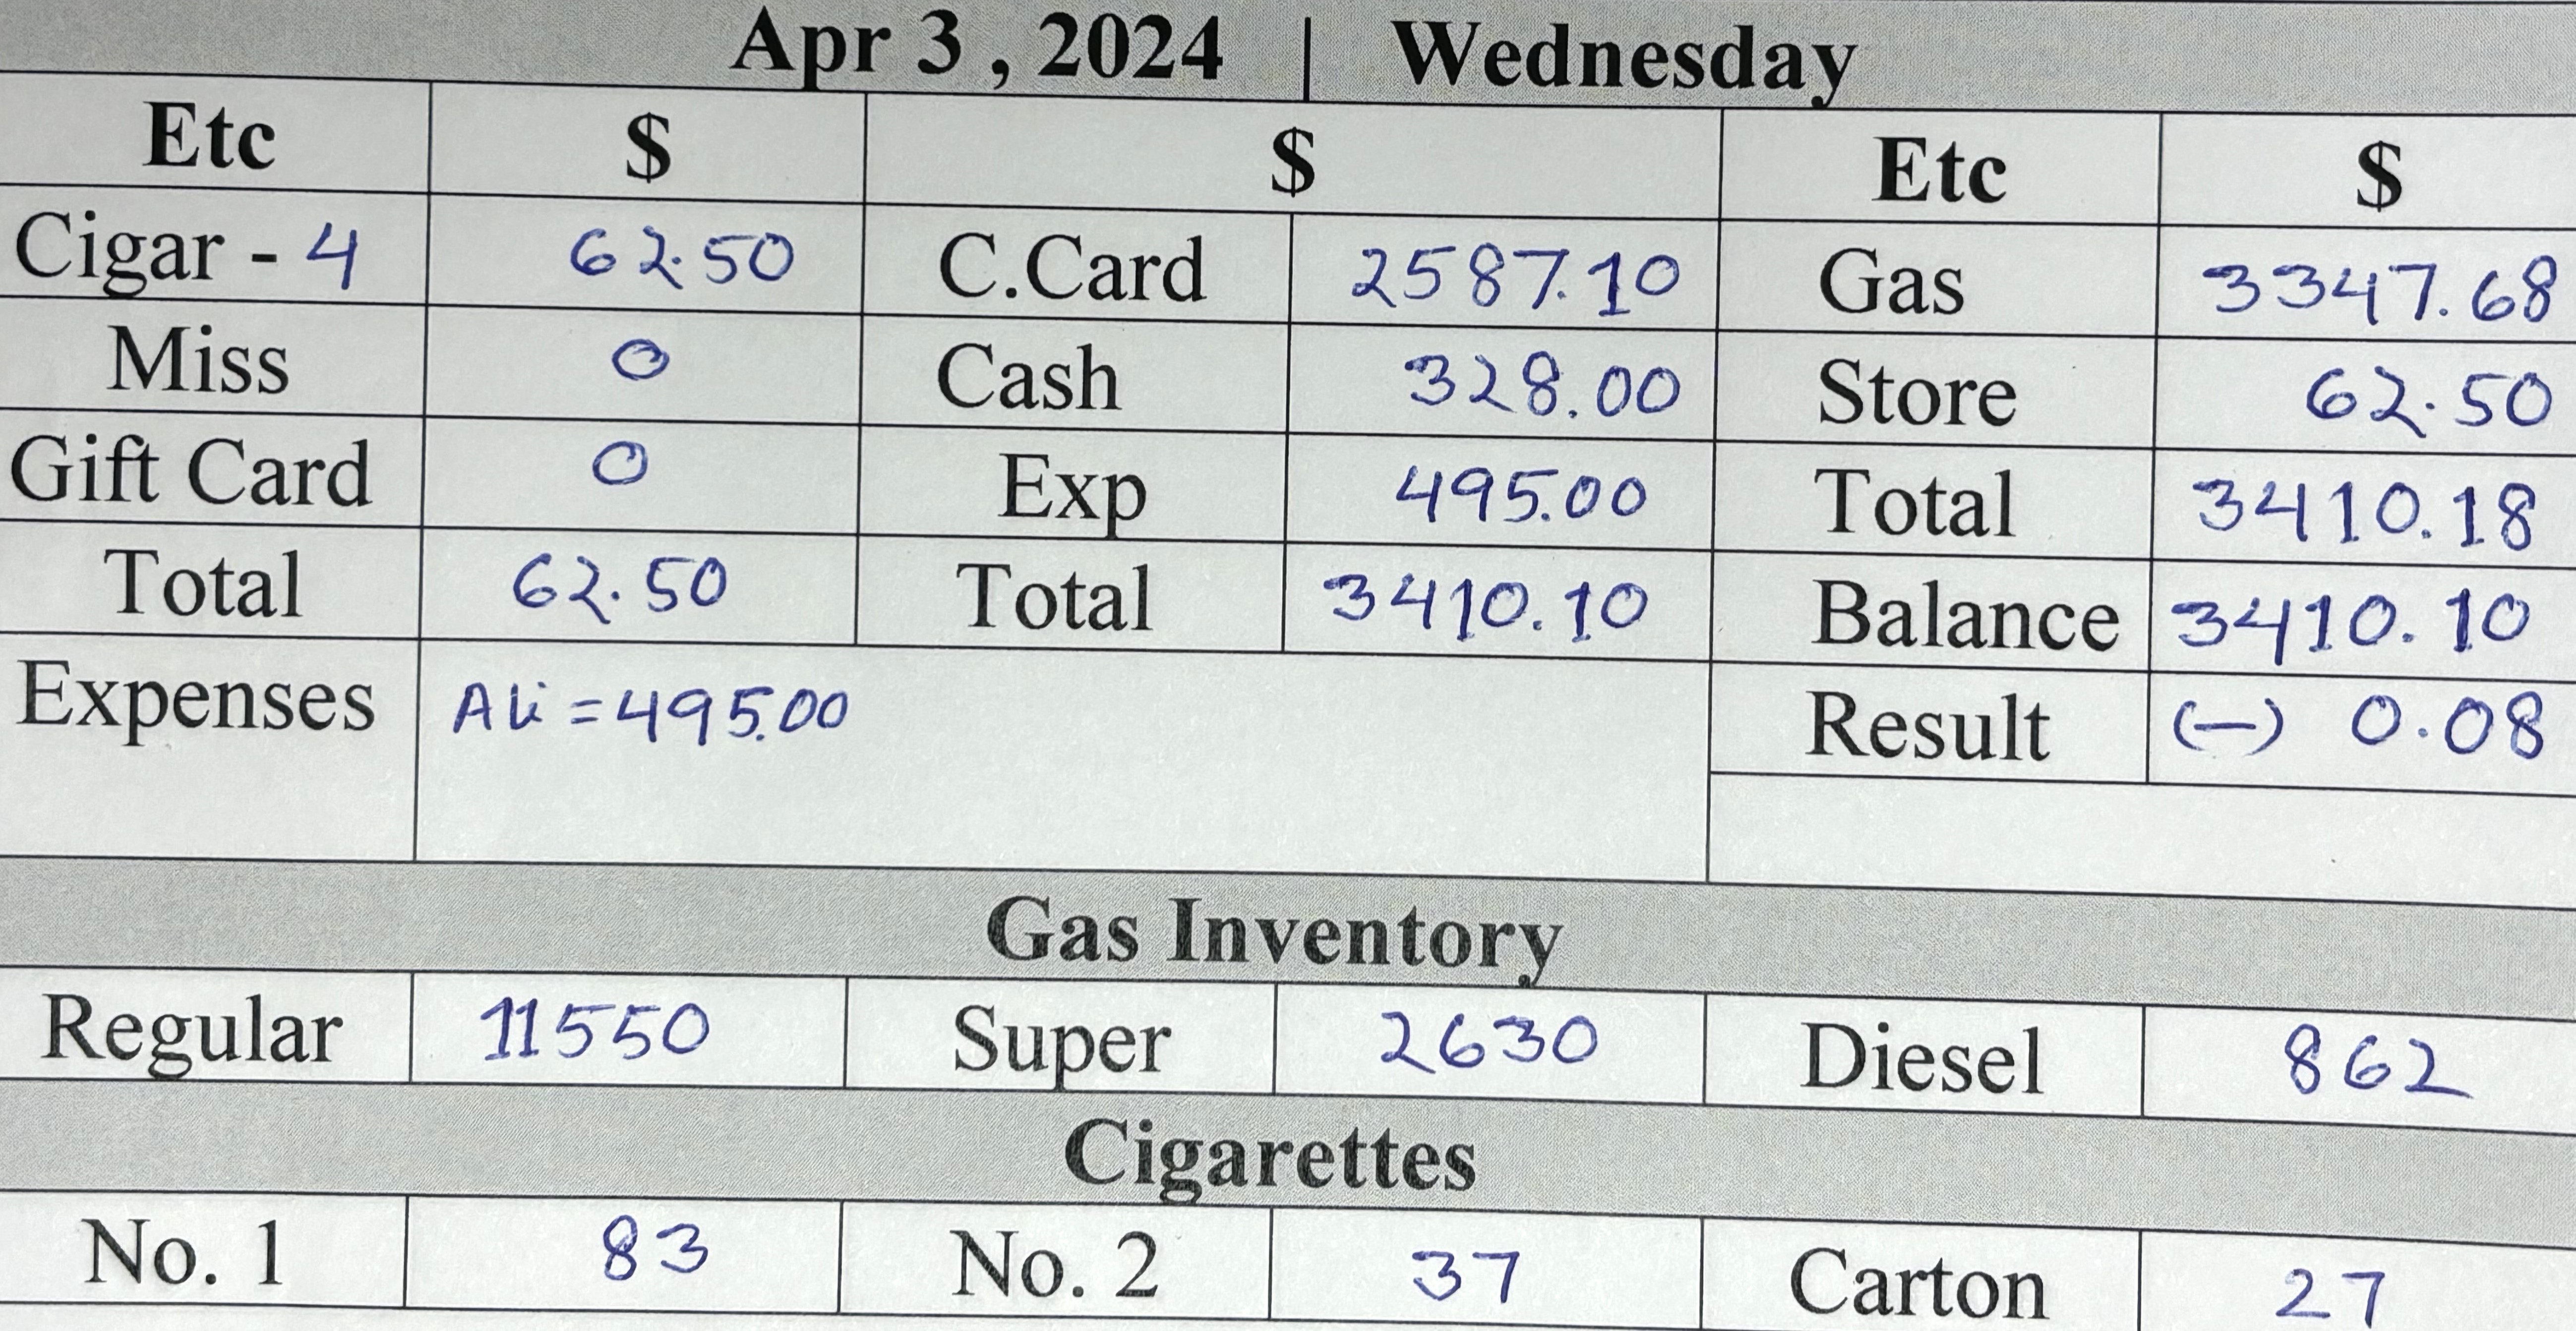 Apr 3 , 2024 | Wednesday
Etc $ $ Etc $
Cigar - 4 62.50 C.Card 2587.10 Gas 3347.68
Miss 0 Cash 328.00 Store 62.50
Gift Card 0 Exp 495.00 Total 3410.18
Total 62.50 Total 3410.10 Balance 3410.10
Expenses Ali = 495.00 Result (-) 0.08
Gas Inventory
Regular 11550 Super 2630 Diesel 862
Cigarettes
No. 1 83 No. 2 37 Carton 27